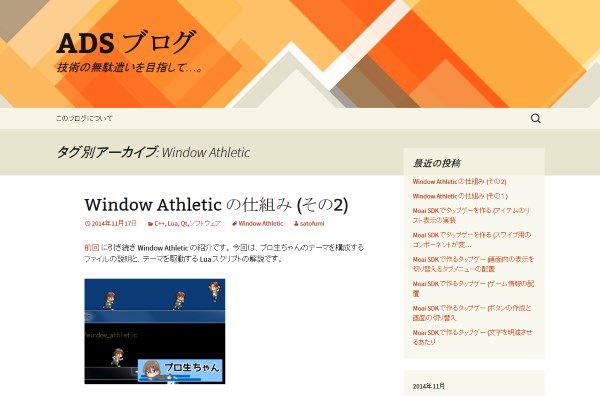 ADS ブログ
技術の無駄遣いを目指して…。
このブログについて
タグ別アーカイブ: Window Athletic
Window Athletic の仕組み (その2)
2014年11月17日 C++, Lua, Qt, ソフトウェア Window Athletic satofumi
前回 に引き続き Window Athletic の紹介です。今回は、プロ生ちゃんのテーマを構成する
ファイルの説明と、テーマを駆動する Lua スクリプトの解説です。
window_athletic
プロ生ちゃん
最近の投稿
Window Athletic の仕組み (その2)
Window Athletic の仕組み (その1)
Moai SDK でタップゲーを作る (アイテムのリ
スト表示の実装
Moai SDK でタップゲーを作る (スワイプ用の
コンポーネントが変…
Moai SDK で作るタップゲー (画面内の表示を
切り替えるタブメニューの配置
Moai SDK で作るタップゲー (ゲーム情報の配
置
Moai SDK で作るタップゲー (ボタンの作成と
画面の切り替え
Moai SDK で作るタップゲー (文字を明滅させ
るあたり
2014年11月